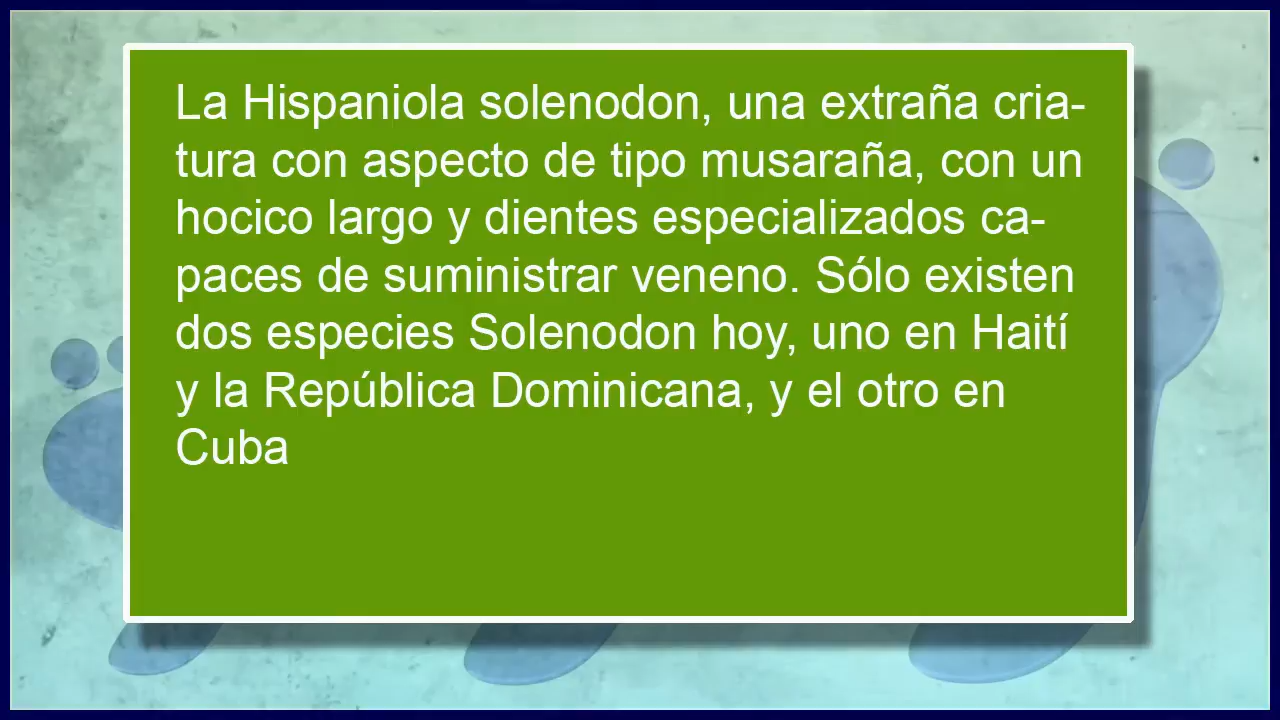 La Hispaniola solenodon, una extraña cria-
tura con aspecto de tipo musaraña, con un
hocico largo y dientes especializados ca-
paces de suministrar veneno. Sólo existen
dos especies Solenodon hoy, uno en Haití
y la República Dominicana, y el otro en
Cuba